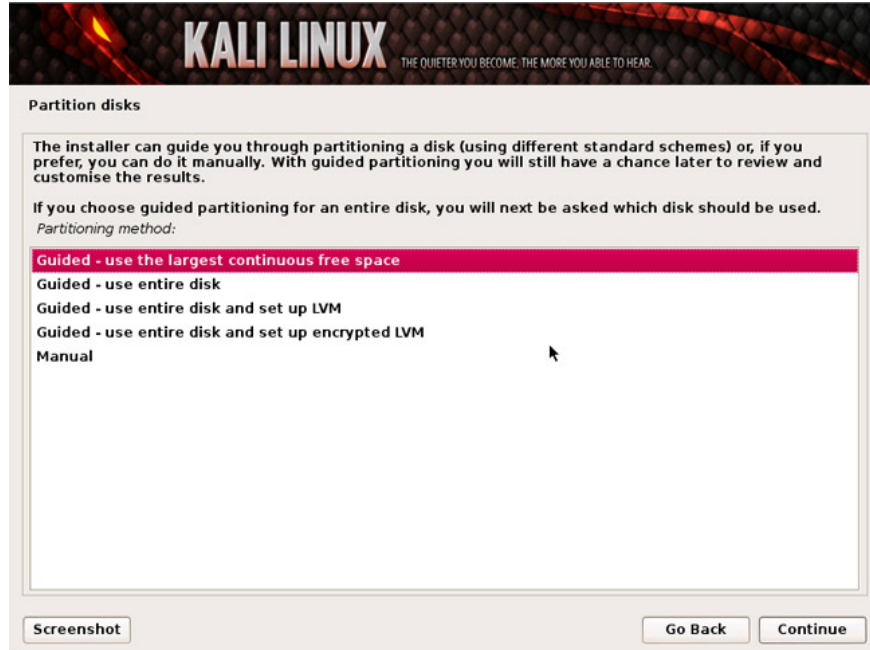 KALI LINUX THE QUIETER YOU BECOME, THE MORE YOU ABLE TO HEAR.
Partition disks
The installer can guide you through partitioning a disk (using different standard schemes) or, if you
prefer, you can do it manually. With guided partitioning you will still have a chance later to review and
customise the results.
If you choose guided partitioning for an entire disk, you will next be asked which disk should be used.
Partitioning method:
Guided - use the largest continuous free space
Guided - use entire disk
Guided - use entire disk and set up LVM
Guided - use entire disk and set up encrypted LVM
Manual
Screenshot Go Back Continue